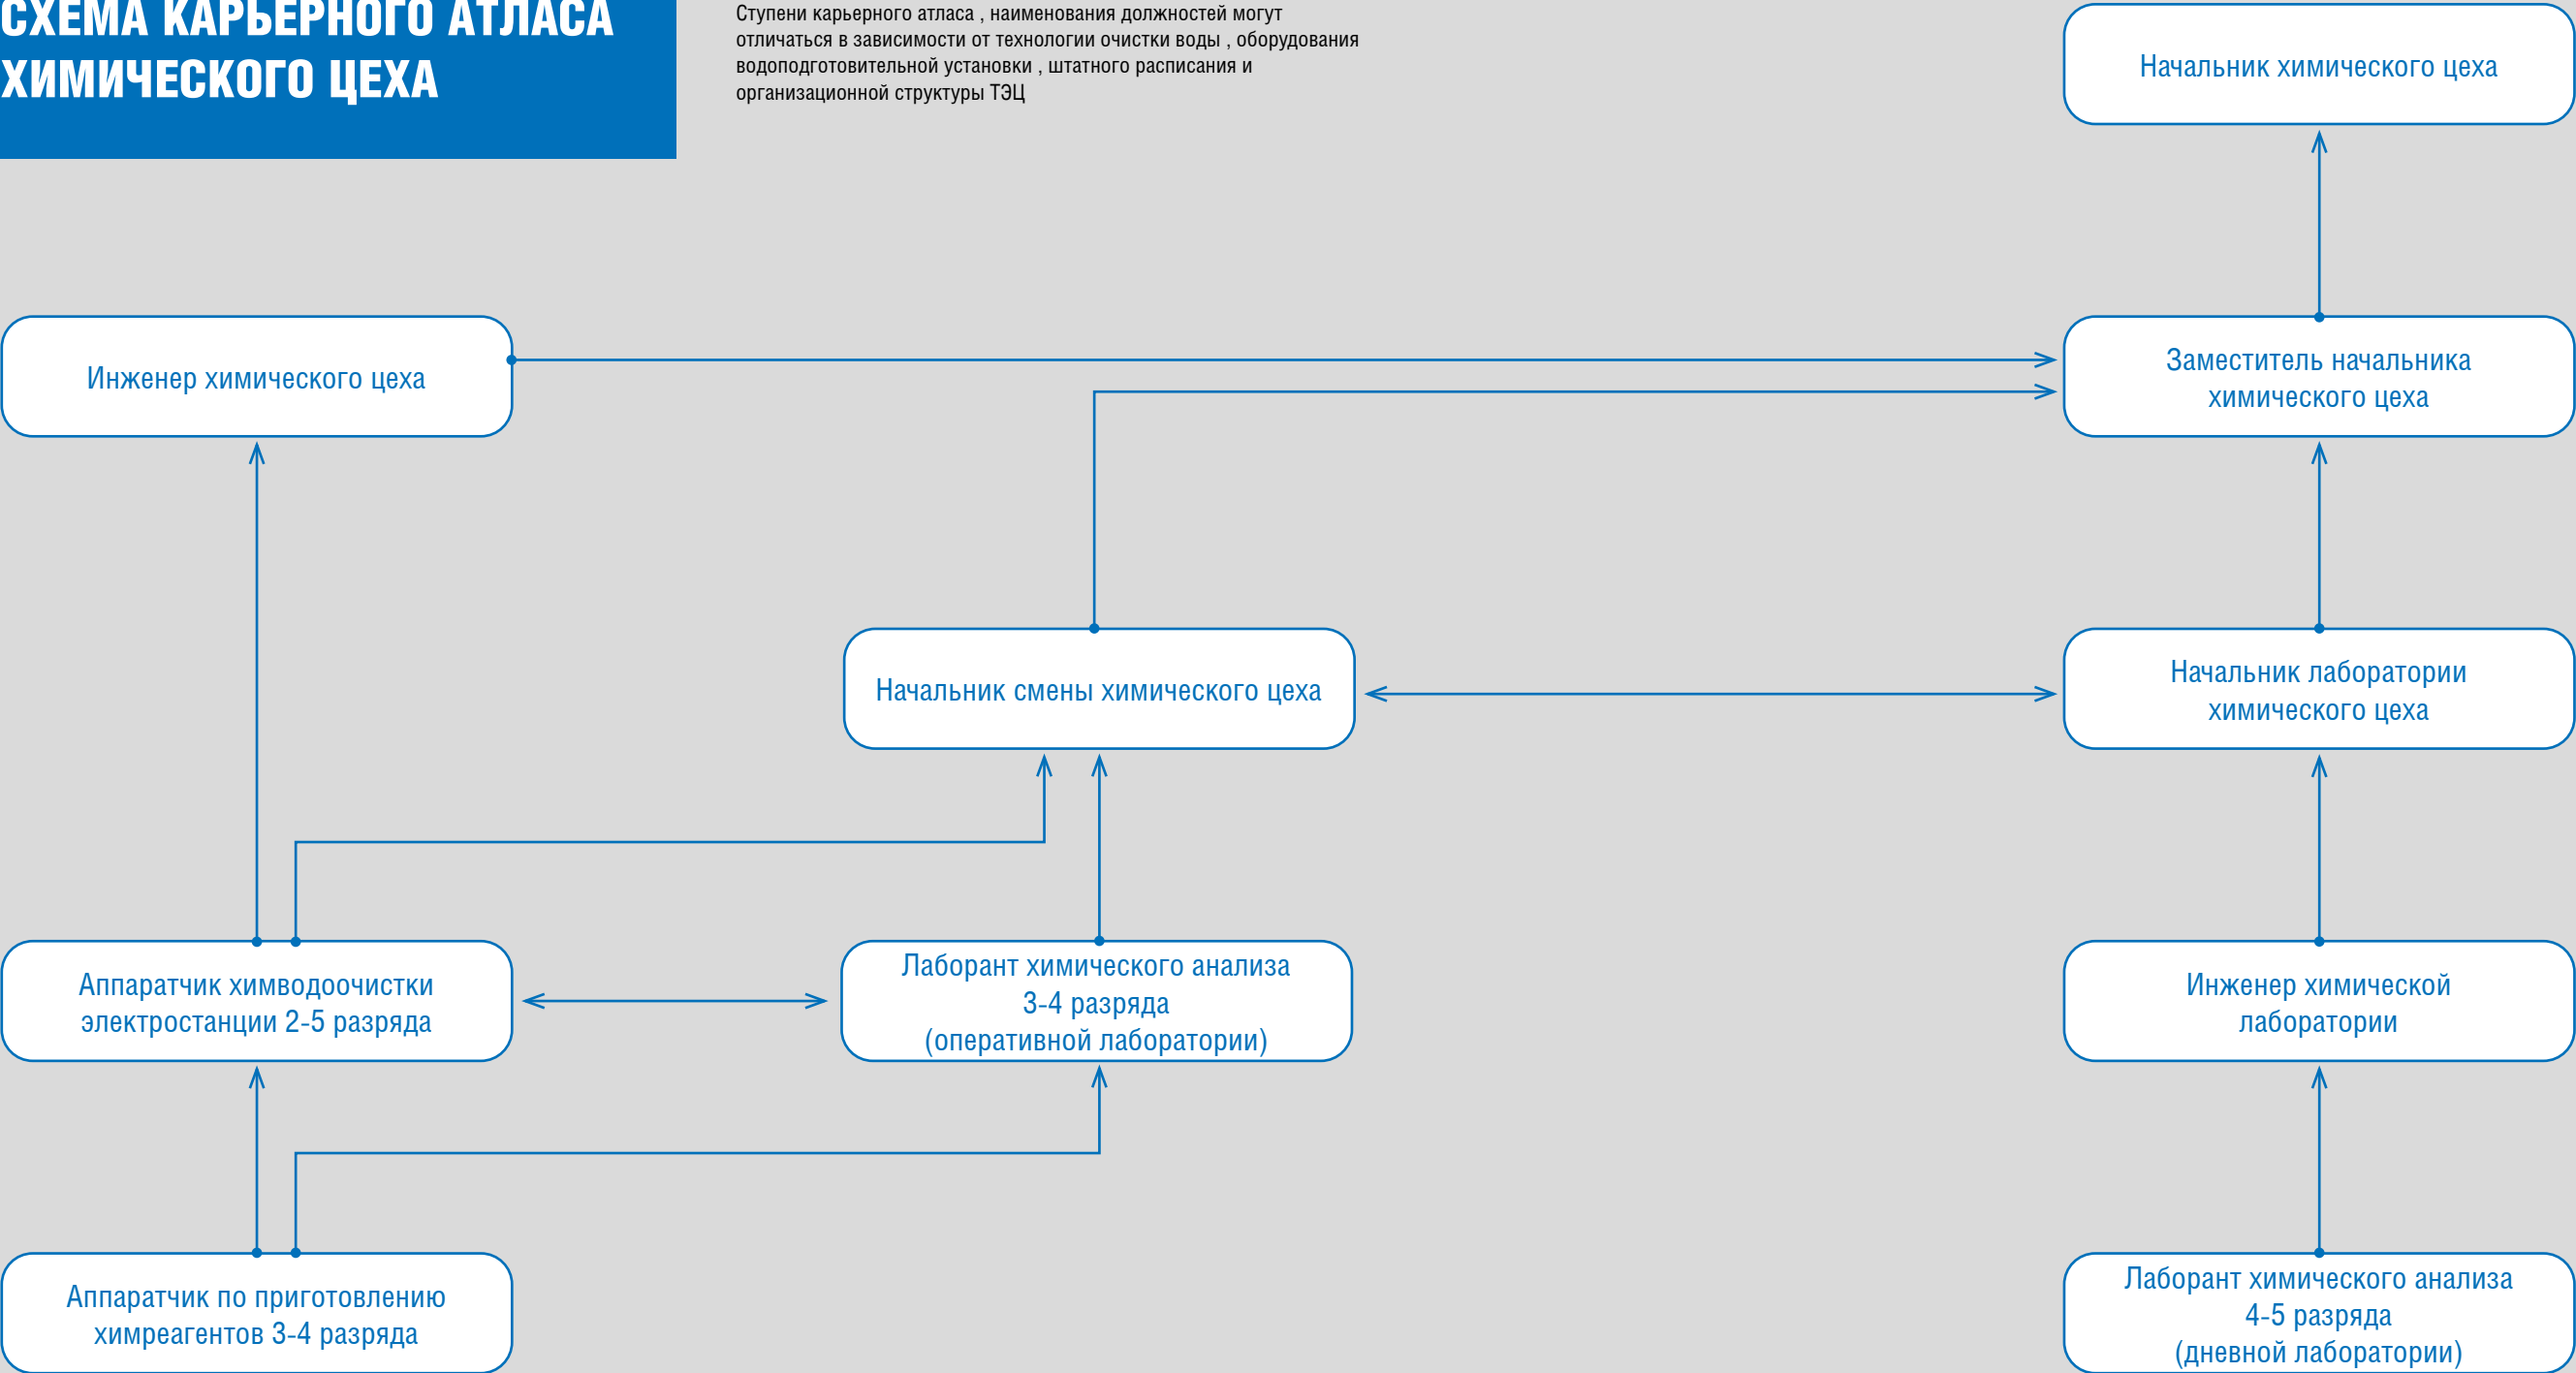 СХЕМА КАРЬЕРНОГО АТЛАСА
ХИМИЧЕСКОГО ЦЕХА
Ступени карьерного атласа , наименования должностей могут
отличаться в зависимости от технологии очистки воды , оборудования
водоподготовительной установки , штатного расписания и
организационной структуры ТЭЦ
Начальник химического цеха
Инженер химического цеха
Заместитель начальника
химического цеха
Начальник смены химического цеха
Начальник лаборатории
химического цеха
Аппаратчик химводоочистки
электростанции 2-5 разряда
Лаборант химического анализа
3-4 разряда
(оперативной лаборатории)
Инженер химической
лаборатории
Аппаратчик по приготовлению
химреагентов 3-4 разряда
Лаборант химического анализа
4-5 разряда
(дневной лаборатории)